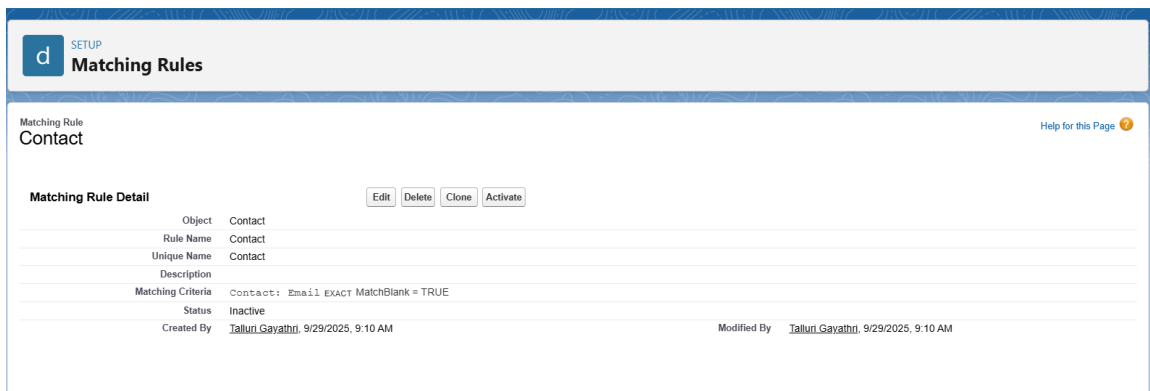 d
SETUP
Matching Rules
Matching Rule
Contact
Help for this Page ?
Matching Rule Detail Edit Delete Clone Activate
Object Contact
Rule Name Contact
Unique Name Contact
Description
Matching Criteria Contact: Email EXACT MatchBlank = TRUE
Status Inactive
Created By Talluri Gayathri, 9/29/2025, 9:10 AM Modified By Talluri Gayathri, 9/29/2025, 9:10 AM